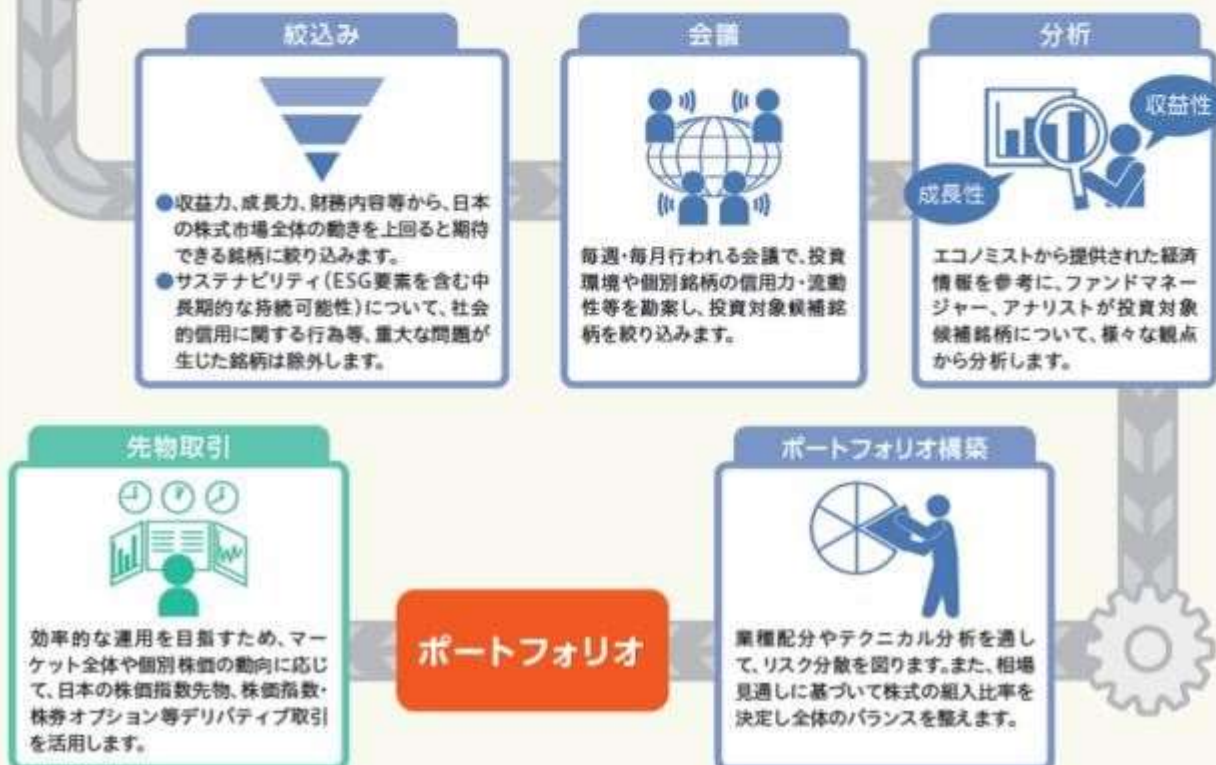 絞込み
●収益力、成長力、財務内容等から、日本
の株式市場全体の動きを上回ると期待
できる銘柄に絞り込みます。
●サステナビリティ(ESG要素を含む中
長期的な持続可能性)について、社会
的信用に関する行為等、重大な問題が
生じた銘柄は除外します。
会議
毎週・毎月行われる会議で、投資
環境や個別銘柄の信用力・流動
性等を勘案し、投資対象候補銘
柄を絞り込みます。
分析
収益性
成長性
エコノミストから提供された経済
情報を参考に、ファンドマネー
ジャー、アナリストが投資対象
候補銘柄について、様々な観点
から分析します。
ポートフォリオ構築
業種配分やテクニカル分析を通し
て、リスク分散を図ります。また、相場
見通しに基づいて株式の組入比率を
決定し全体のバランスを整えます。
ポートフォリオ
先物取引
効率的な運用を目指すため、マー
ケット全体や個別株価の動向に応じ
て、日本の株価指数先物、株価指数・
株券オプション等デリバティブ取引
を活用します。